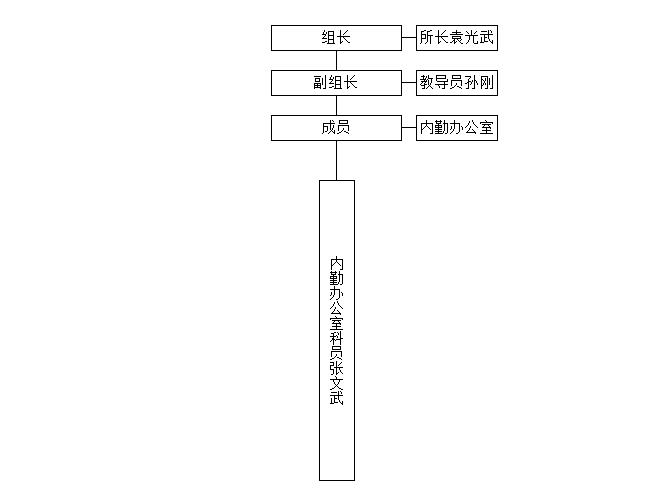 组长
所长袁光武
副组长
教导员孙刚
成员
内勤办公室
内勤办公室科员张文武